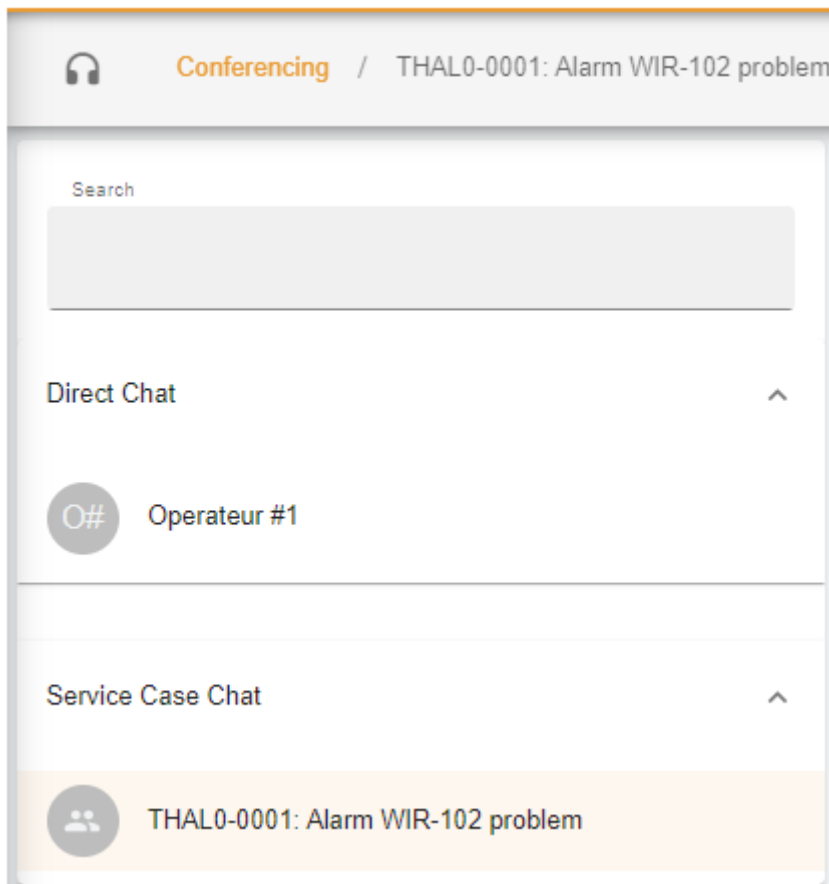 Conferencing / THAL0-0001: Alarm WIR-102 problem
Search
Direct Chat
O# Operateur #1
Service Case Chat
THAL0-0001: Alarm WIR-102 problem